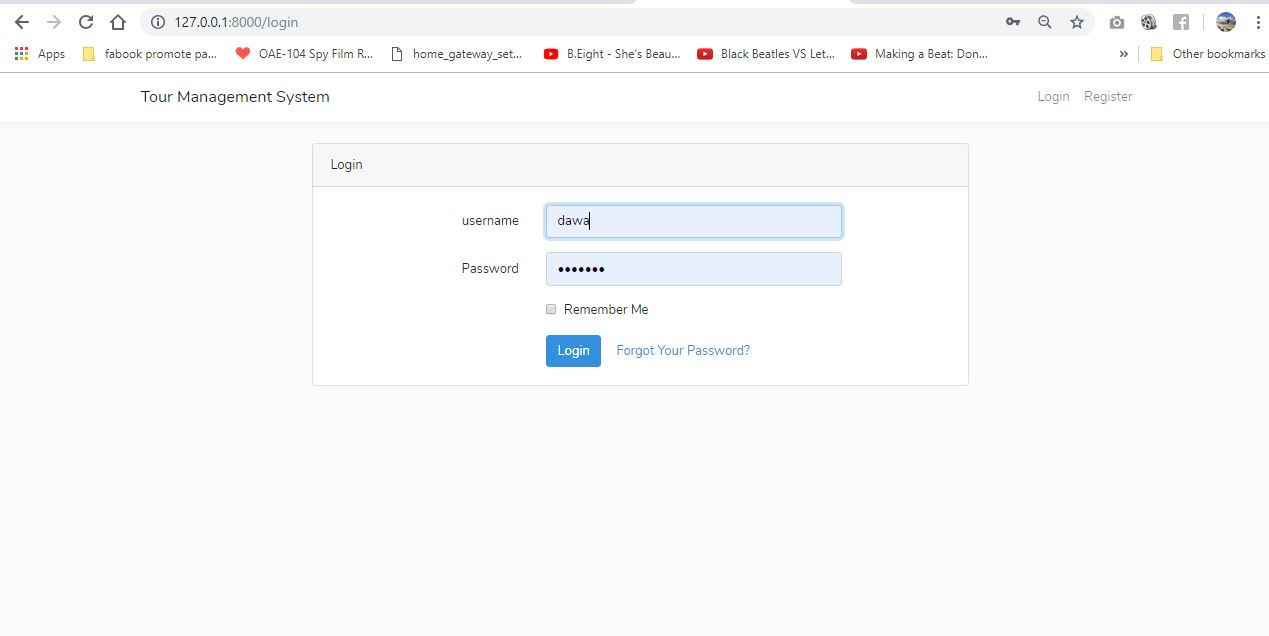 127.0.0.1:8000/login
Apps fabook promote pa... OAE-104 Spy Film R... home_gateway_set... B.Eight - She's Beau... Black Beatles VS Let... Making a Beat: Don... » Other bookmarks
Tour Management System Login Register
Login
username dawa
Password •••••••
Remember Me
Login Forgot Your Password?